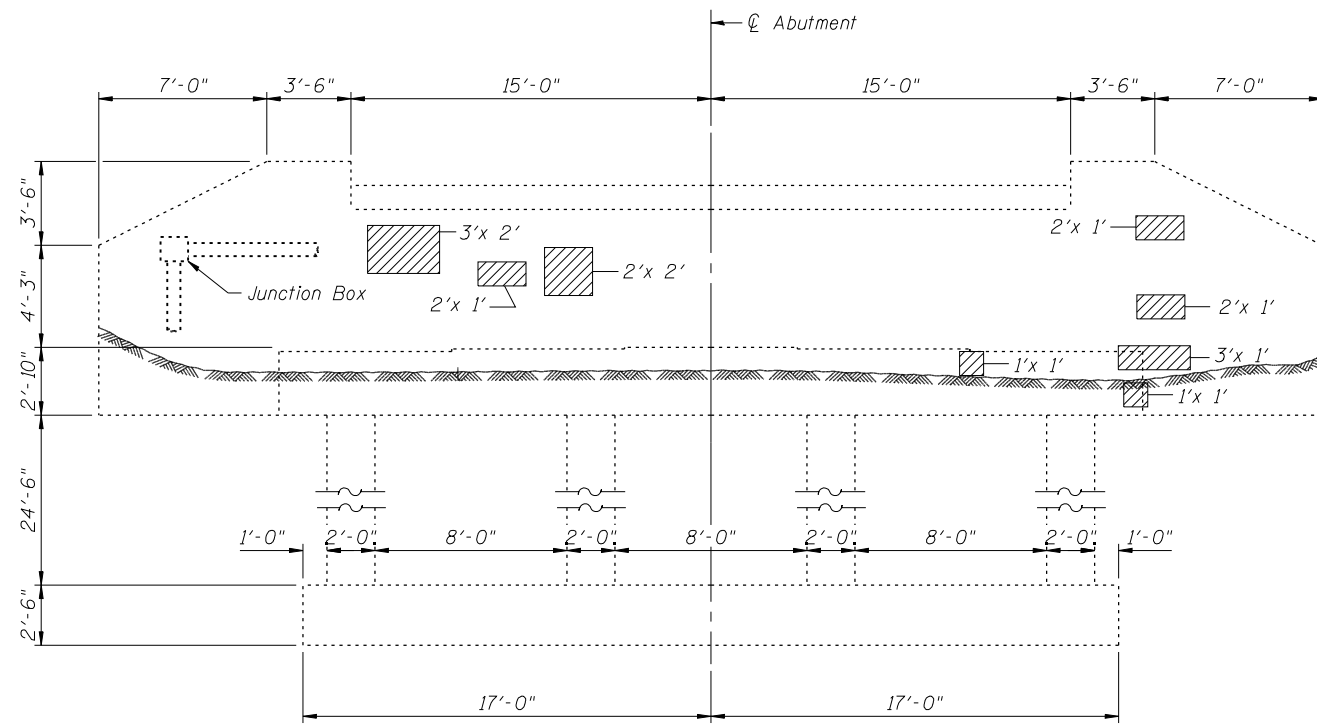 ℄ Abutment
7'-0" 3'-6" 15'-0" 15'-0" 3'-6" 7'-0"
3'-6"
3'x 2'
2'x 1'
2'x 2'
4'-3"
Junction Box
2'x 1'
2'x 1'
2'-10"
1'x 1'
3'x 1'
1'x 1'
24'-6"
1'-0" 2'-0" 8'-0" 2'-0" 8'-0" 2'-0" 8'-0" 2'-0" 1'-0"
2'-6"
17'-0" 17'-0"